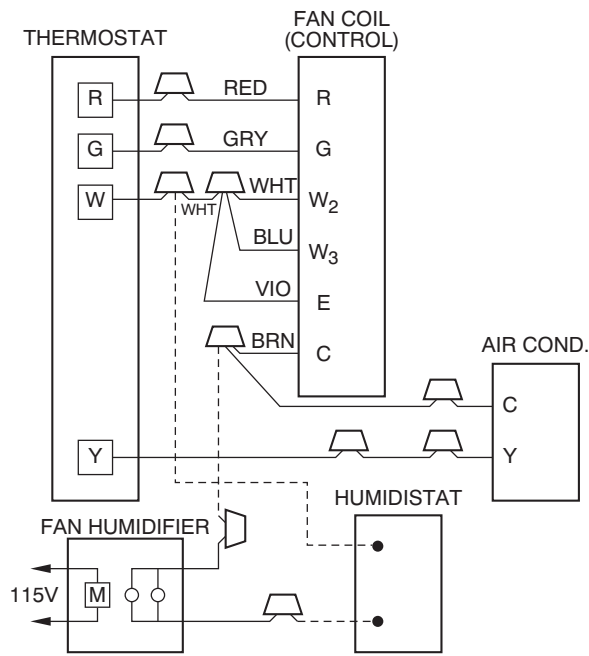 FAN COIL
(CONTROL)
THERMOSTAT
R
RED
R
G
GRY
G
W
WHT
WHT
W2
BLU
W3
VIO
E
BRN
C
AIR COND.
C
Y
Y
HUMIDISTAT
FAN HUMIDIFIER
115V
M